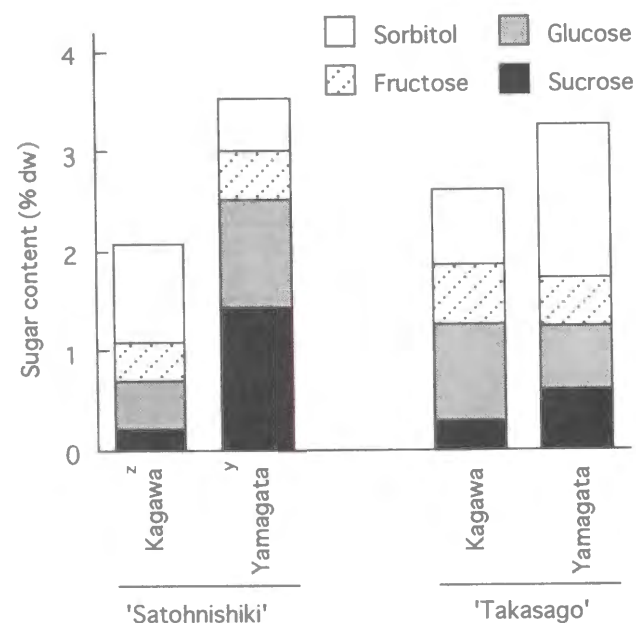 Sorbitol Glucose
Fructose Sucrose
Sugar content (% dw)
4
3
2
1
0
z Kagawa
y Yamagata
Kagawa
Yamagata
'Satohnishiki'
'Takasago'